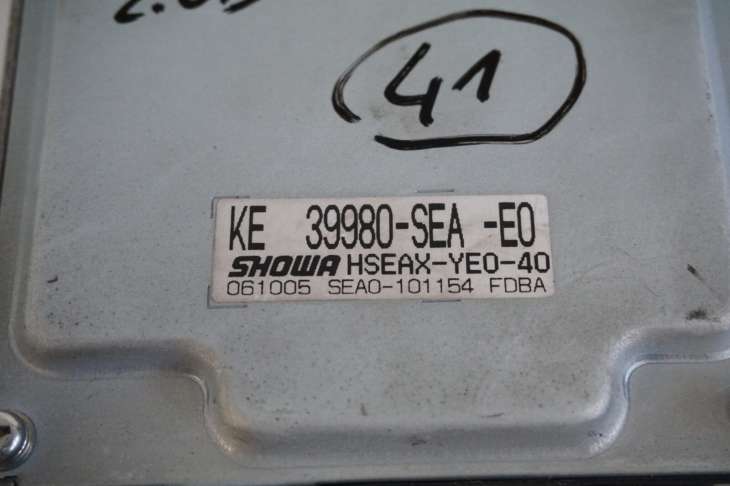 41
KE 39980-SEA -E0
SHOWA HSEAX-YE0-40
061005 SEA0-101154 FDBA